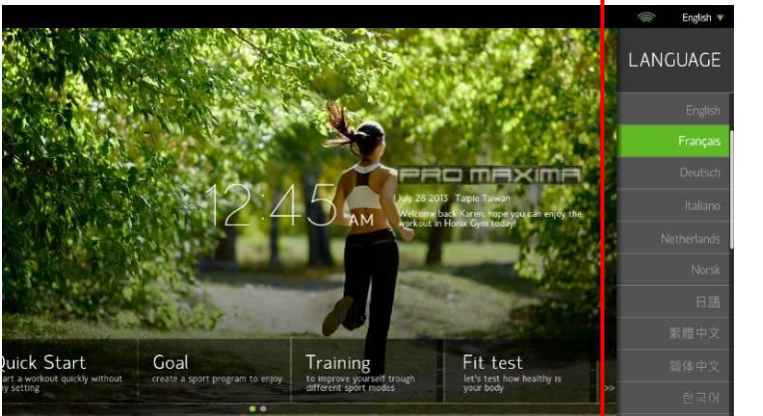 English
LANGUAGE
English
Français
Deutsch
Italiano
Netherlands
Norsk
日語
繁體中文
简体中文
한국어
PRO MAXIMA
12:45 AM
July 28 2013 Taiple Taiwan
Welcome back Karen, hope you can enjoy the
workout in Honix Gym today!
Quick Start
art a workout quickly without
ny setting
Goal
create a sport program to enjoy
Training
to improve yourself trough
different sport modes
Fit test
let's test how healthy is
your body
>>